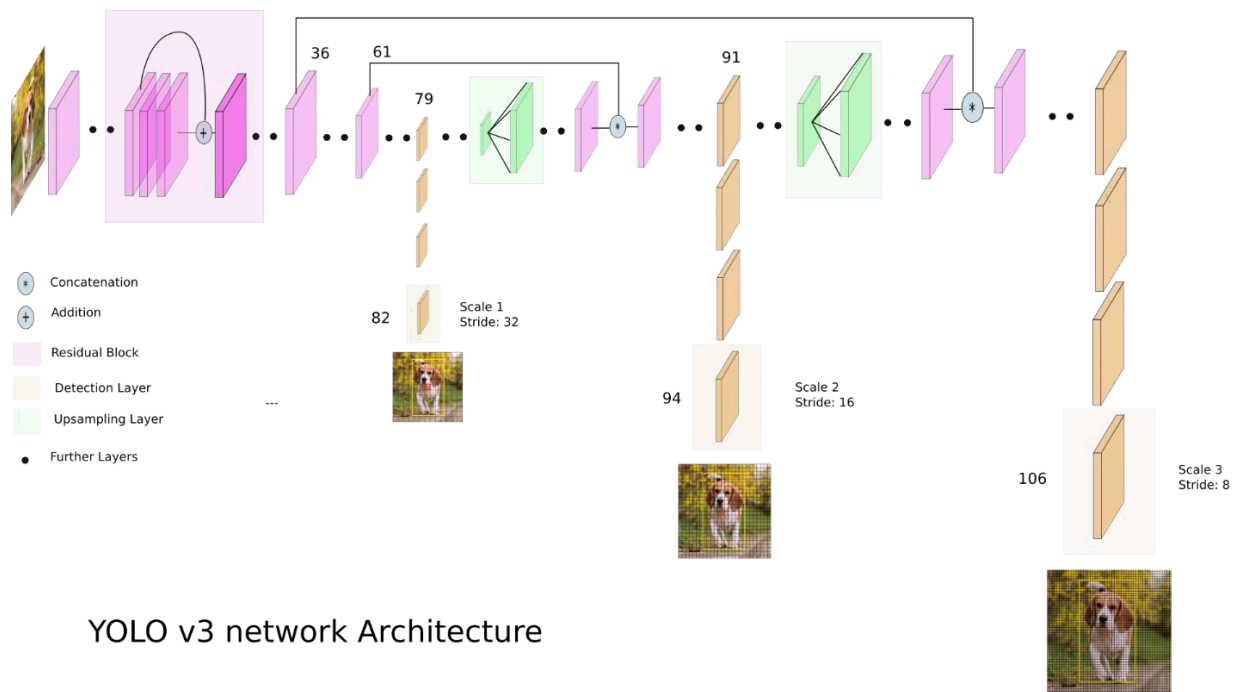 36
61
91
79
*
*
+
*
Concatenation
+
Addition
82
Scale 1
Stride: 32
Residual Block
Detection Layer
Upsampling Layer
---
Further Layers
94
Scale 2
Stride: 16
106
Scale 3
Stride: 8
YOLO v3 network Architecture